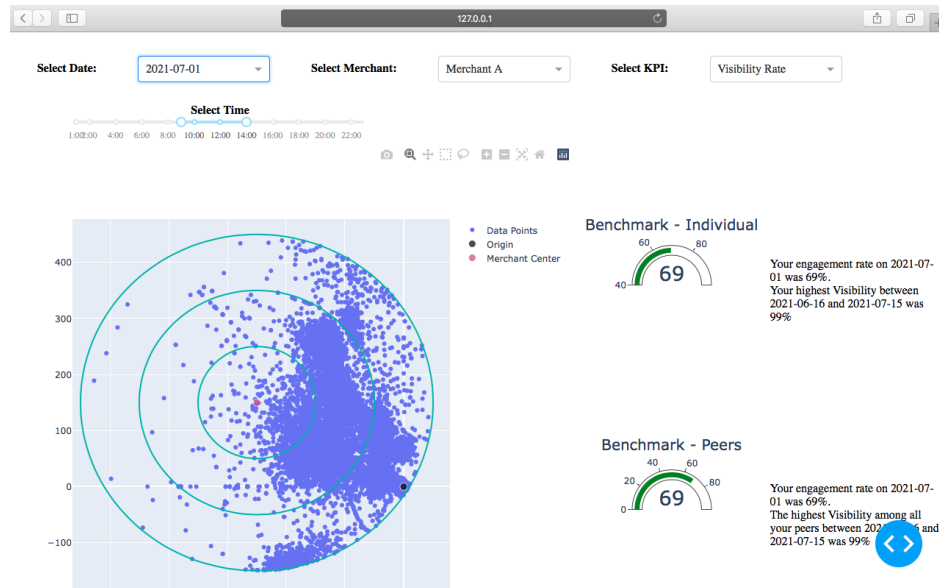 127.0.0.1
Select Date:
2021-07-01
Select Merchant:
Merchant A
Select KPI:
Visibility Rate
Select Time
1:00 2:00 4:00 6:00 8:00 10:00 12:00 14:00 16:00 18:00 20:00 22:00
Data Points
Origin
Merchant Center
400
300
200
100
0
−100
Benchmark - Individual
60 80
40
69
Your engagement rate on 2021-07-
01 was 69%.
Your highest Visibility between
2021-06-16 and 2021-07-15 was
99%
Benchmark - Peers
40 60
20 80
0
69
Your engagement rate on 2021-07-
01 was 69%.
The highest Visibility among all
your peers between 6 and
2021-07-15 was 99%